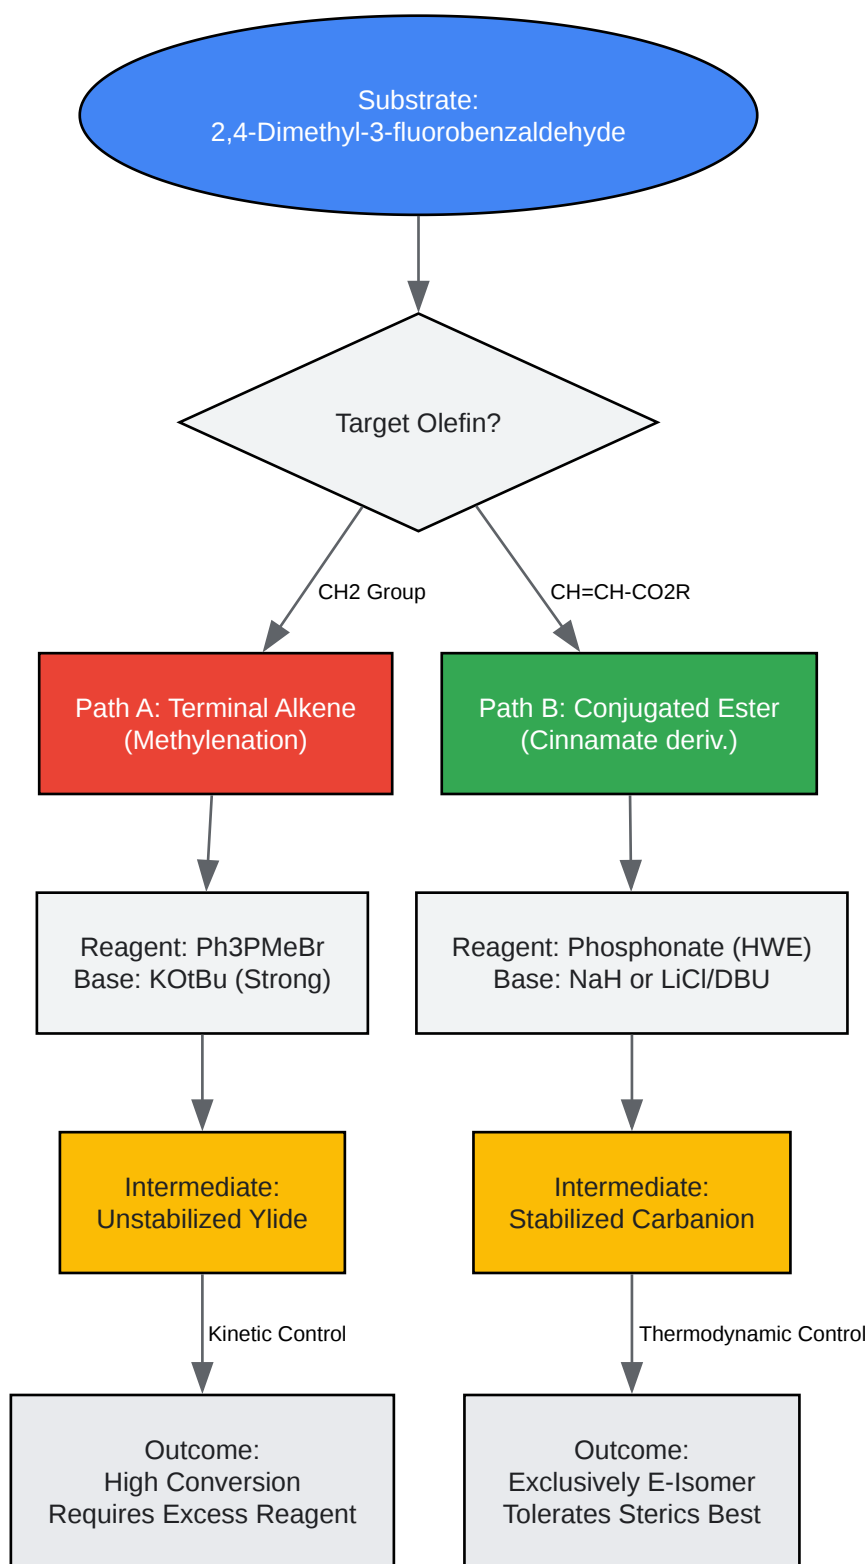 Substrate:
2,4-Dimethyl-3-fluorobenzaldehyde
Target Olefin?
CH2 Group
CH=CH-CO2R
Path A: Terminal Alkene
(Methylenation)
Path B: Conjugated Ester
(Cinnamate deriv.)
Reagent: Ph3PMeBr
Base: KOtBu (Strong)
Reagent: Phosphonate (HWE)
Base: NaH or LiCl/DBU
Intermediate:
Unstabilized Ylide
Intermediate:
Stabilized Carbanion
Kinetic Control
Thermodynamic Control
Outcome:
High Conversion
Requires Excess Reagent
Outcome:
Exclusively E-Isomer
Tolerates Sterics Best